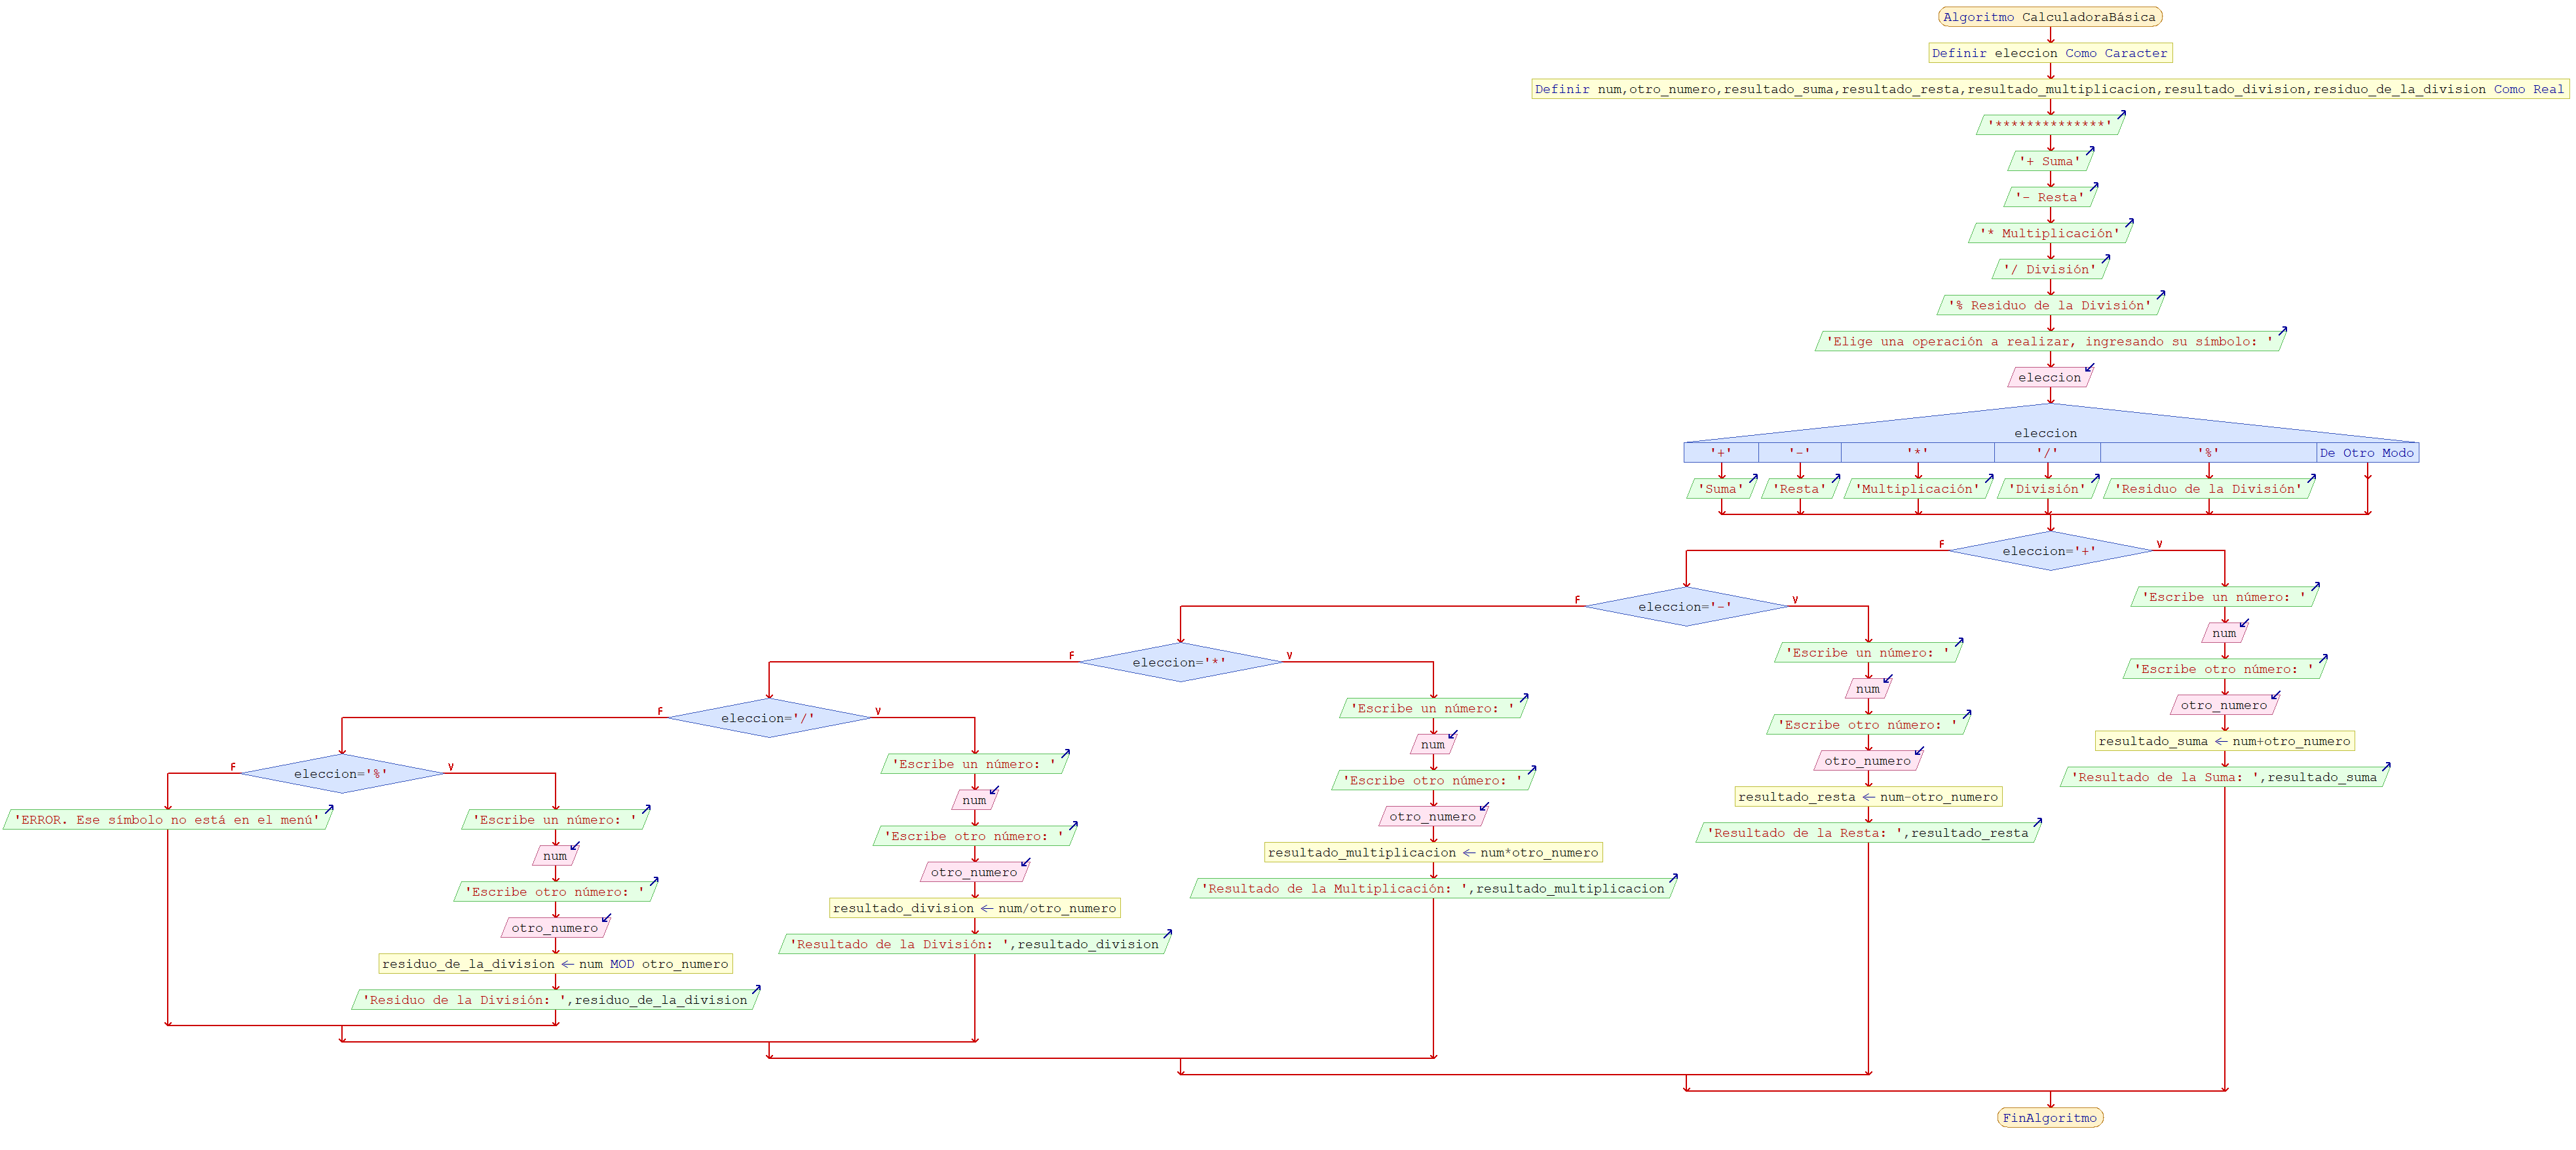 Algoritmo CalculadoraBásica
Definir eleccion Como Caracter
Definir num,otro_numero,resultado_suma,resultado_resta,resultado_multiplicacion,resultado_division,residuo_de_la_division Como Real
'**************'
'+ Suma'
'- Resta'
'* Multiplicación'
'/ División'
'% Residuo de la División'
'Elige una operación a realizar, ingresando su símbolo: '
eleccion
eleccion
'+' '-' '*' '/' '%' De Otro Modo
'Suma' 'Resta' 'Multiplicación' 'División' 'Residuo de la División'
F eleccion='+' V
'Escribe un número: '
num
'Escribe otro número: '
otro_numero
resultado_suma ← num+otro_numero
'Resultado de la Suma: ',resultado_suma
F eleccion='-' V
'Escribe un número: '
num
'Escribe otro número: '
otro_numero
resultado_resta ← num-otro_numero
'Resultado de la Resta: ',resultado_resta
F eleccion='*' V
'Escribe un número: '
num
'Escribe otro número: '
otro_numero
resultado_multiplicacion ← num*otro_numero
'Resultado de la Multiplicación: ',resultado_multiplicacion
F eleccion='/' V
'Escribe un número: '
num
'Escribe otro número: '
otro_numero
resultado_division ← num/otro_numero
'Resultado de la División: ',resultado_division
F eleccion='%' V
'Escribe un número: '
num
'Escribe otro número: '
otro_numero
residuo_de_la_division ← num MOD otro_numero
'Residuo de la División: ',residuo_de_la_division
'ERROR. Ese símbolo no está en el menú'
FinAlgoritmo